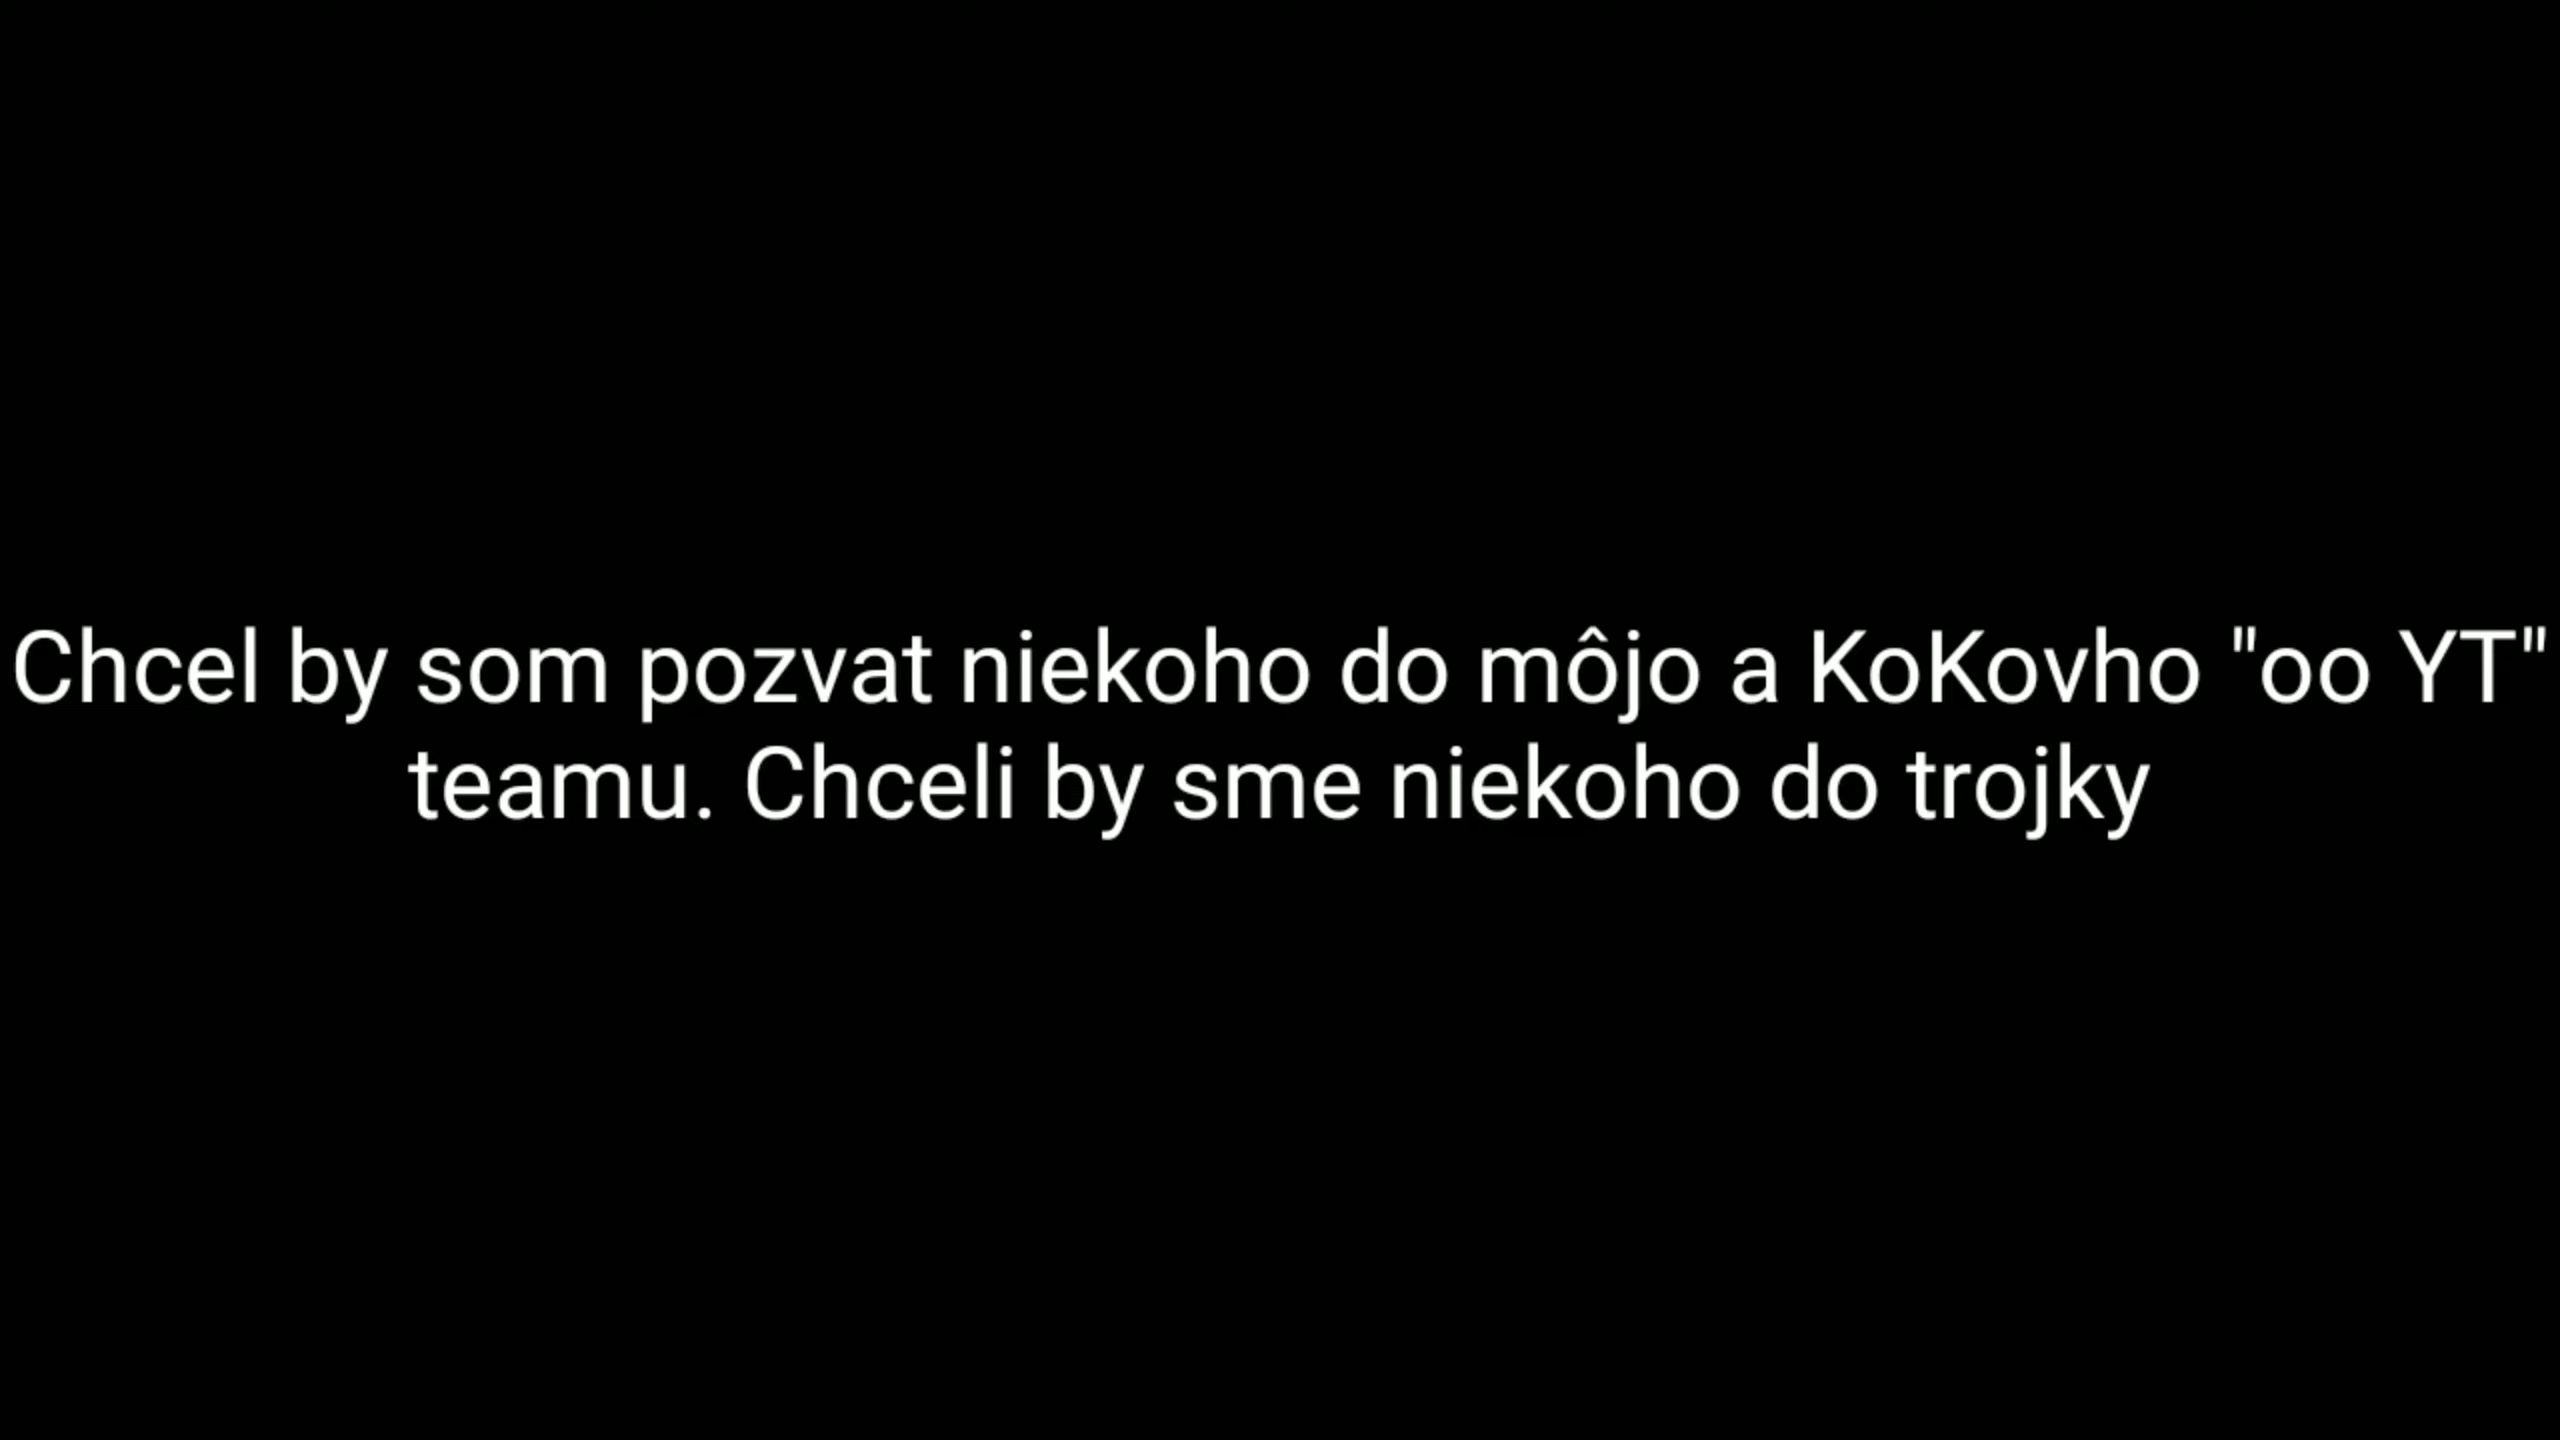 Chcel by som pozvat niekoho do môjo a KoKovho "oo YT"
teamu. Chceli by sme niekoho do trojky